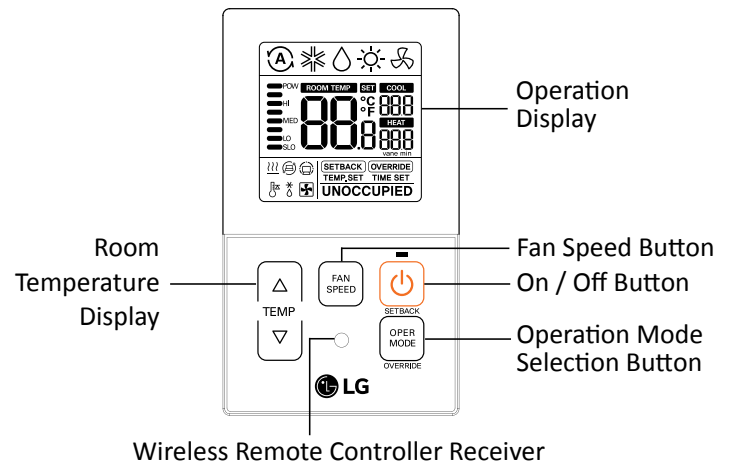 A
POW ROOM TEMP SET COOL
HI 88.8 °C °F 888
MED HEAT
LO 888
SLO vane min
SETBACK OVERRIDE
TEMP.SET TIME SET
UNOCCUPIED
Operation
Display
Room
Temperature
Display
TEMP
FAN
SPEED
SETBACK
OPER
MODE
OVERRIDE
LG
Fan Speed Button
On / Off Button
Operation Mode
Selection Button
Wireless Remote Controller Receiver